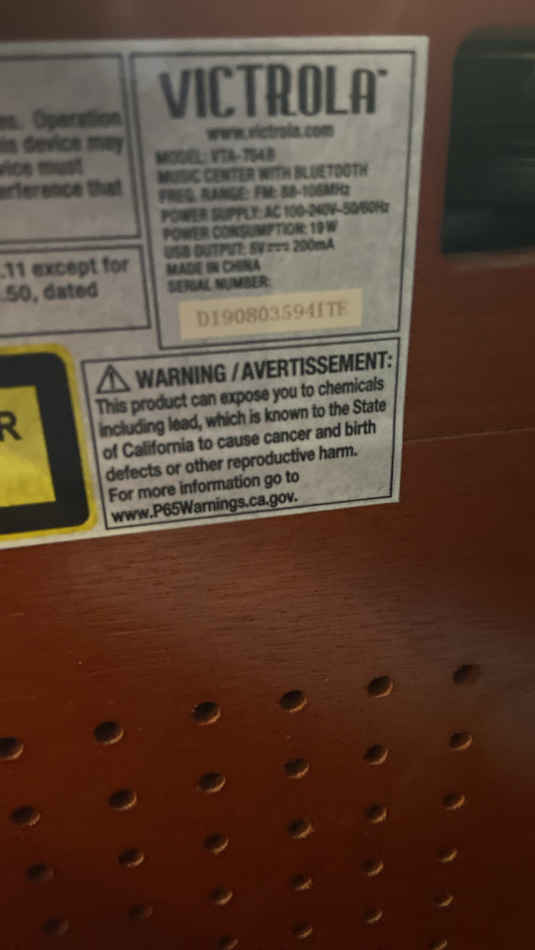 ns. Operation
is device may
vice must
erference that
.11 except for
.50, dated
R
VICTROLA™
www.victrola.com
MODEL: VTA-754B
MUSIC CENTER WITH BLUETOOTH
FREQ. RANGE: FM: 88-108MHz
POWER SUPPLY: AC 100-240V~50/60Hz
POWER CONSUMPTION: 19W
USB OUTPUT: 5V⎓200mA
MADE IN CHINA
SERIAL NUMBER:
D190803594ITE
⚠ WARNING / AVERTISSEMENT:
This product can expose you to chemicals
including lead, which is known to the State
of California to cause cancer and birth
defects or other reproductive harm.
For more information go to
www.P65Warnings.ca.gov.